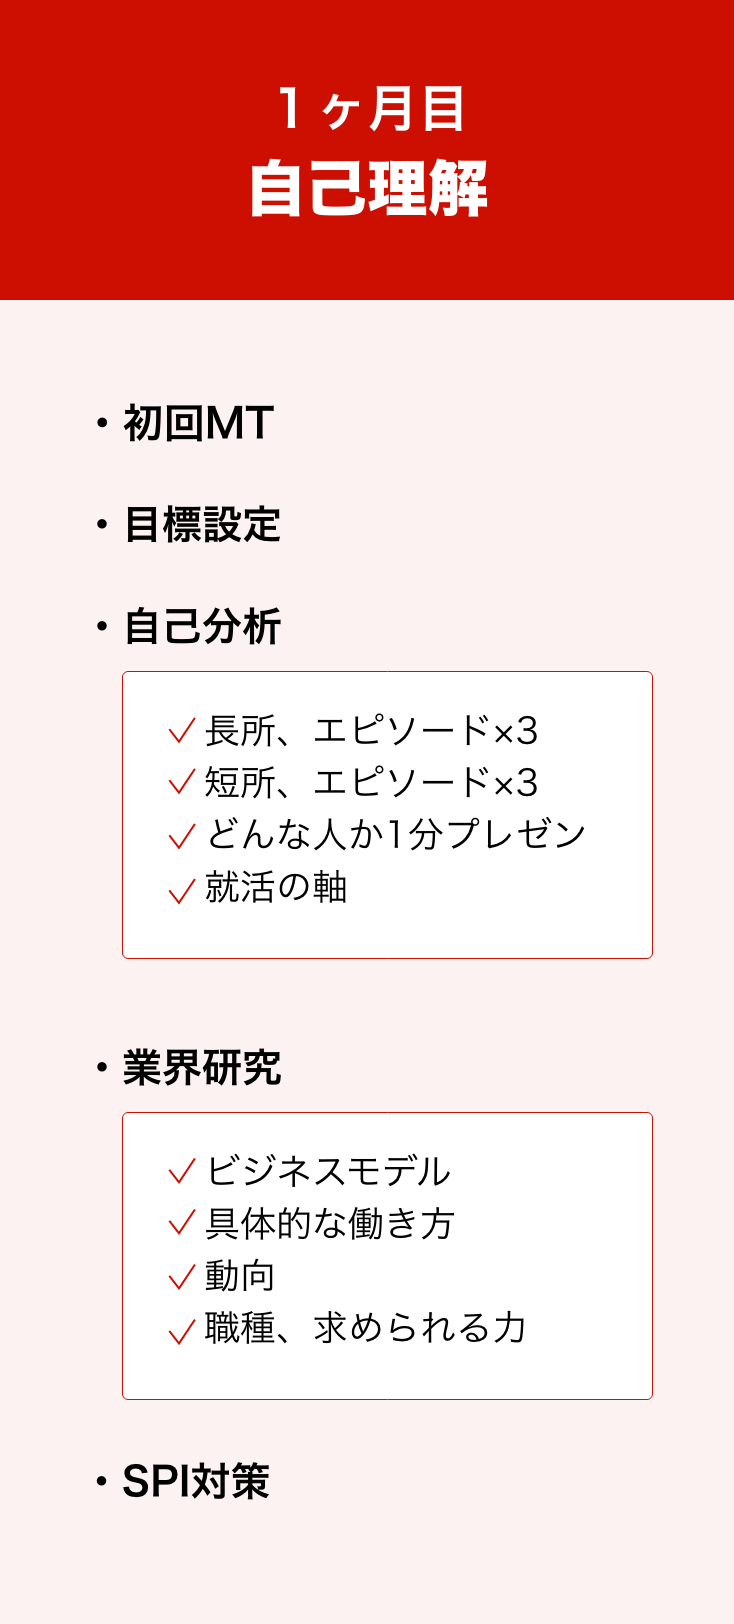 １ヶ月目
自己理解
・初回MT
・目標設定
・自己分析
✓長所、エピソード×3
✓短所、エピソード×3
✓どんな人か1分プレゼン
✓就活の軸
・業界研究
✓ビジネスモデル
✓具体的な働き方
✓動向
✓職種、求められる力
・SPI対策